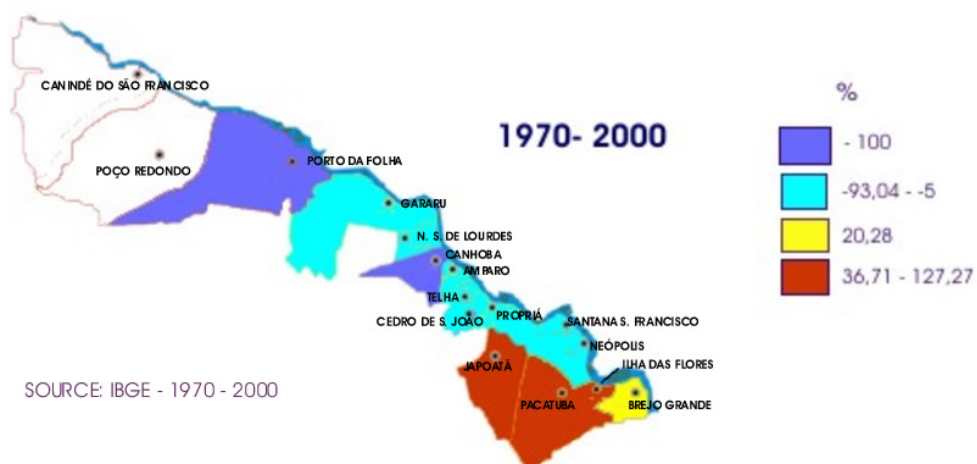 CANINDÉ DO SÃO FRANCISCO
POÇO REDONDO
PORTO DA FOLHA
GARARU
N. S. DE LOURDES
CANHOBA
AMPARO
TELHA
PROPRIÁ
CEDRO DE S. JOÃO
SANTANA S. FRANCISCO
NEÓPOLIS
ILHA DAS FLORES
JAPOATÃ
PACATUBA
BREJO GRANDE
1970- 2000
%
- 100
-93,04 - -5
20,28
36,71 - 127,27
SOURCE: IBGE - 1970 - 2000